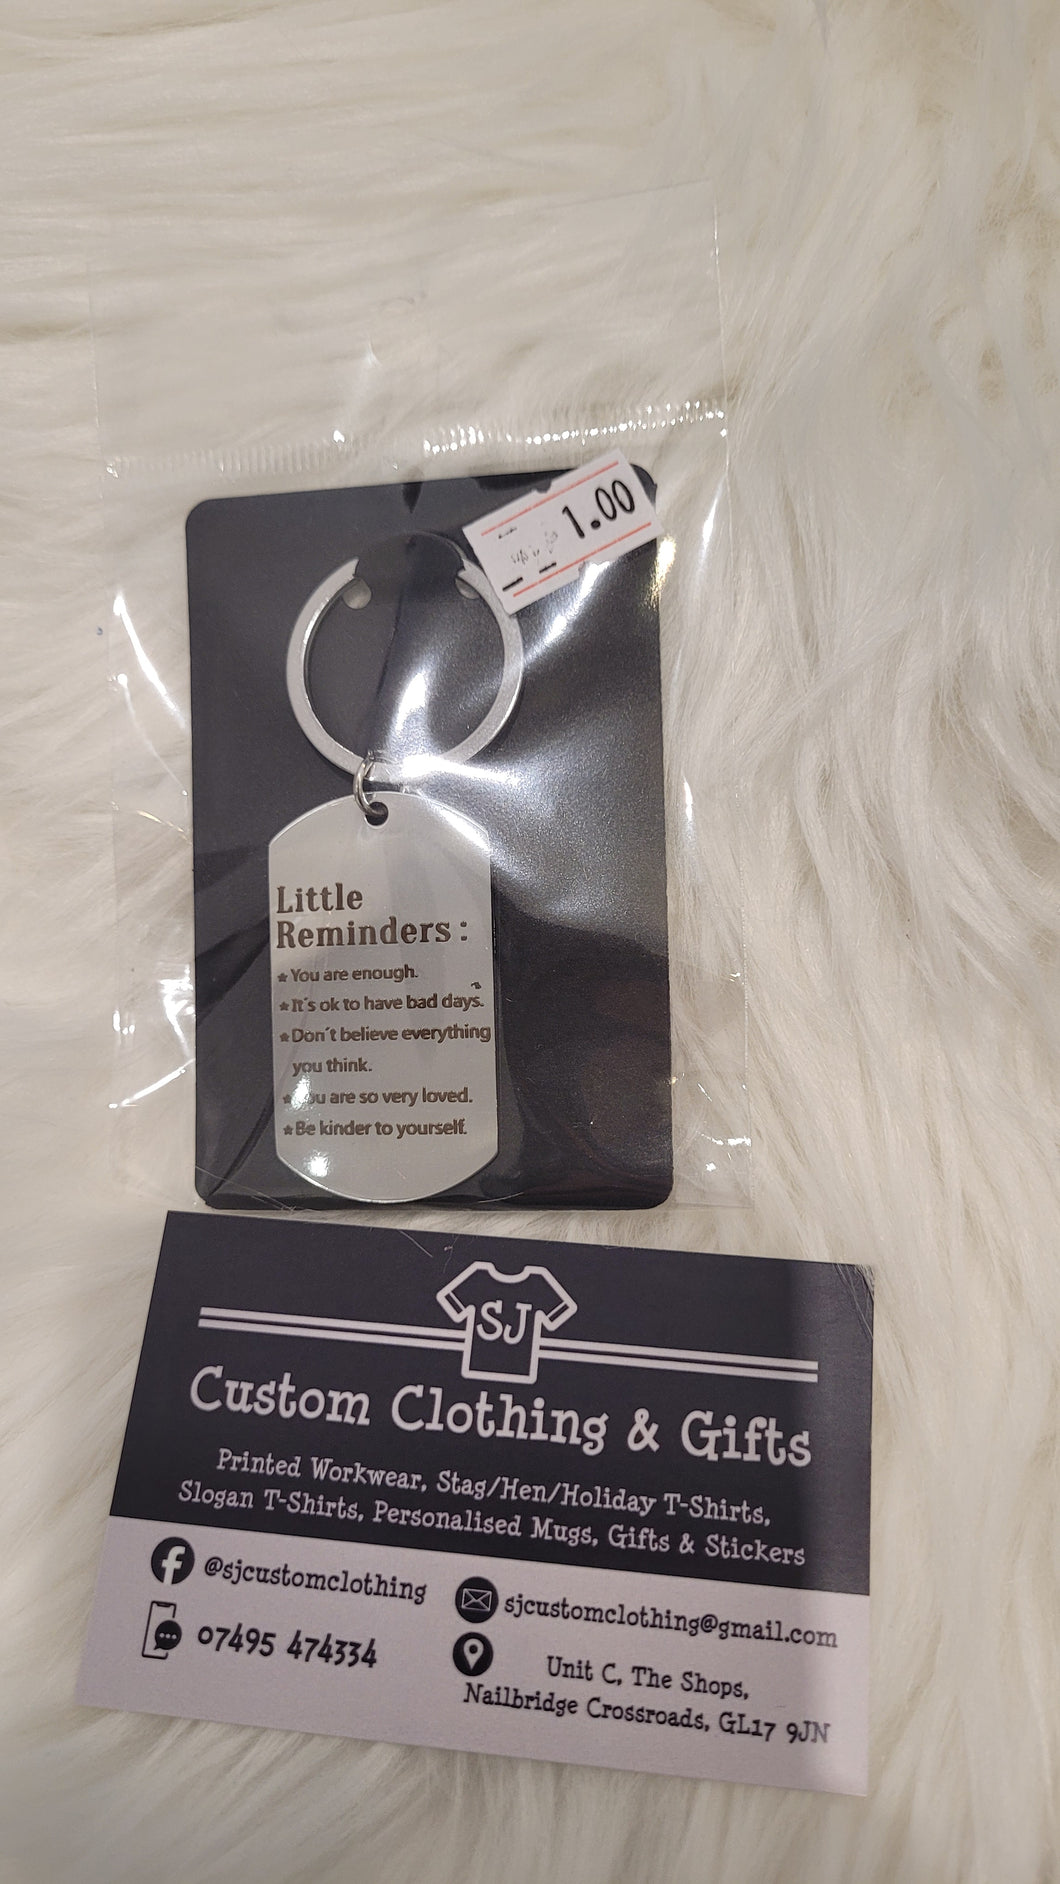 1.00
Little
Reminders:
★ You are enough.
★ It's ok to have bad days.
★ Don't believe everything
you think.
★ You are so very loved.
★ Be kinder to yourself.
SJ
Custom Clothing & Gifts
Printed Workwear, Stag/Hen/Holiday T-Shirts,
Slogan T-Shirts, Personalised Mugs, Gifts & Stickers
@sjcustomclothing
sjcustomclothing@gmail.com
07495 474334
Unit C, The Shops,
Nailbridge Crossroads, GL17 9JN